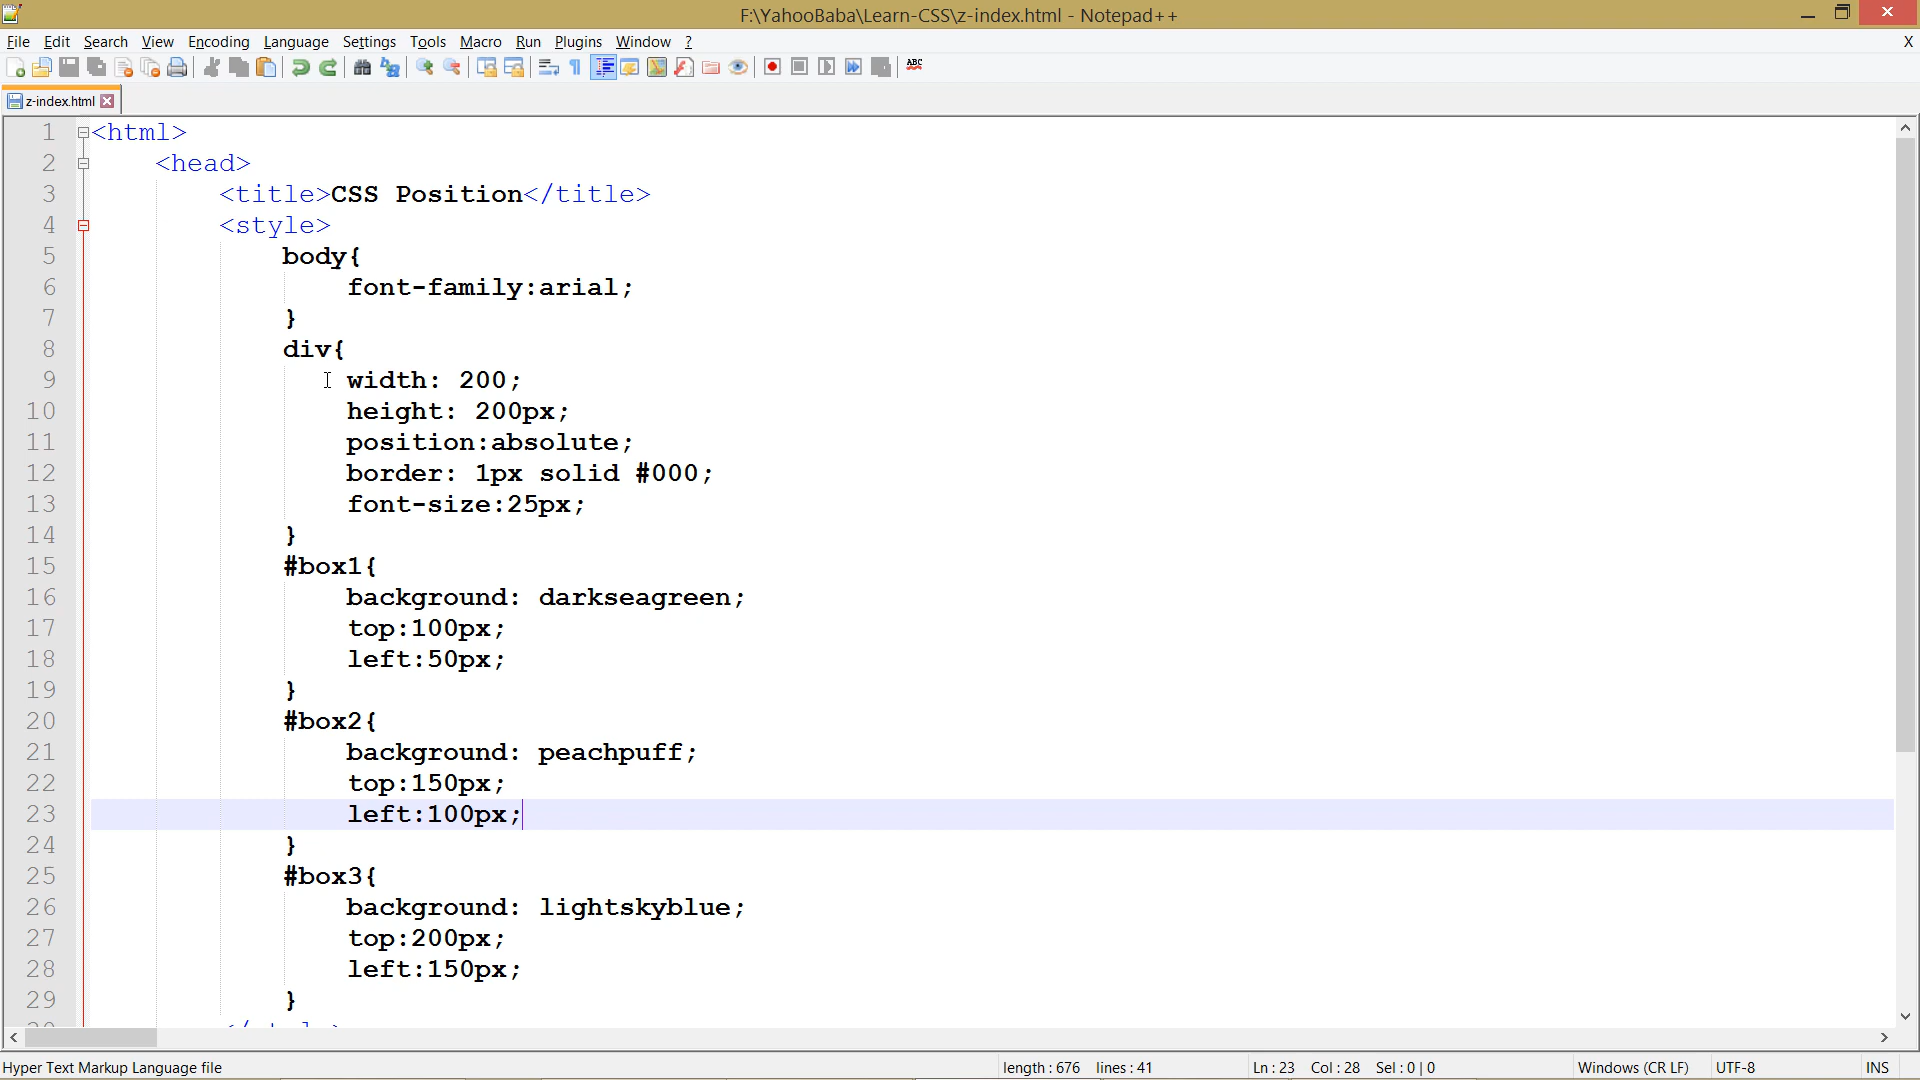 F:\YahooBaba\Learn-CSS\z-index.html - Notepad++
File Edit Search View Encoding Language Settings Tools Macro Run Plugins Window ? X
ABC
z-index.html
1 <html>
2 <head>
3 <title>CSS Position</title>
4 <style>
5 body{
6 font-family:arial;
7 }
8 div{
9 width: 200;
10 height: 200px;
11 position:absolute;
12 border: 1px solid #000;
13 font-size:25px;
14 }
15 #box1{
16 background: darkseagreen;
17 top:100px;
18 left:50px;
19 }
20 #box2{
21 background: peachpuff;
22 top:150px;
23 left:100px;
24 }
25 #box3{
26 background: lightskyblue;
27 top:200px;
28 left:150px;
29 }
Hyper Text Markup Language file length : 676 lines : 41 Ln : 23 Col : 28 Sel : 0 | 0 Windows (CR LF) UTF-8 INS